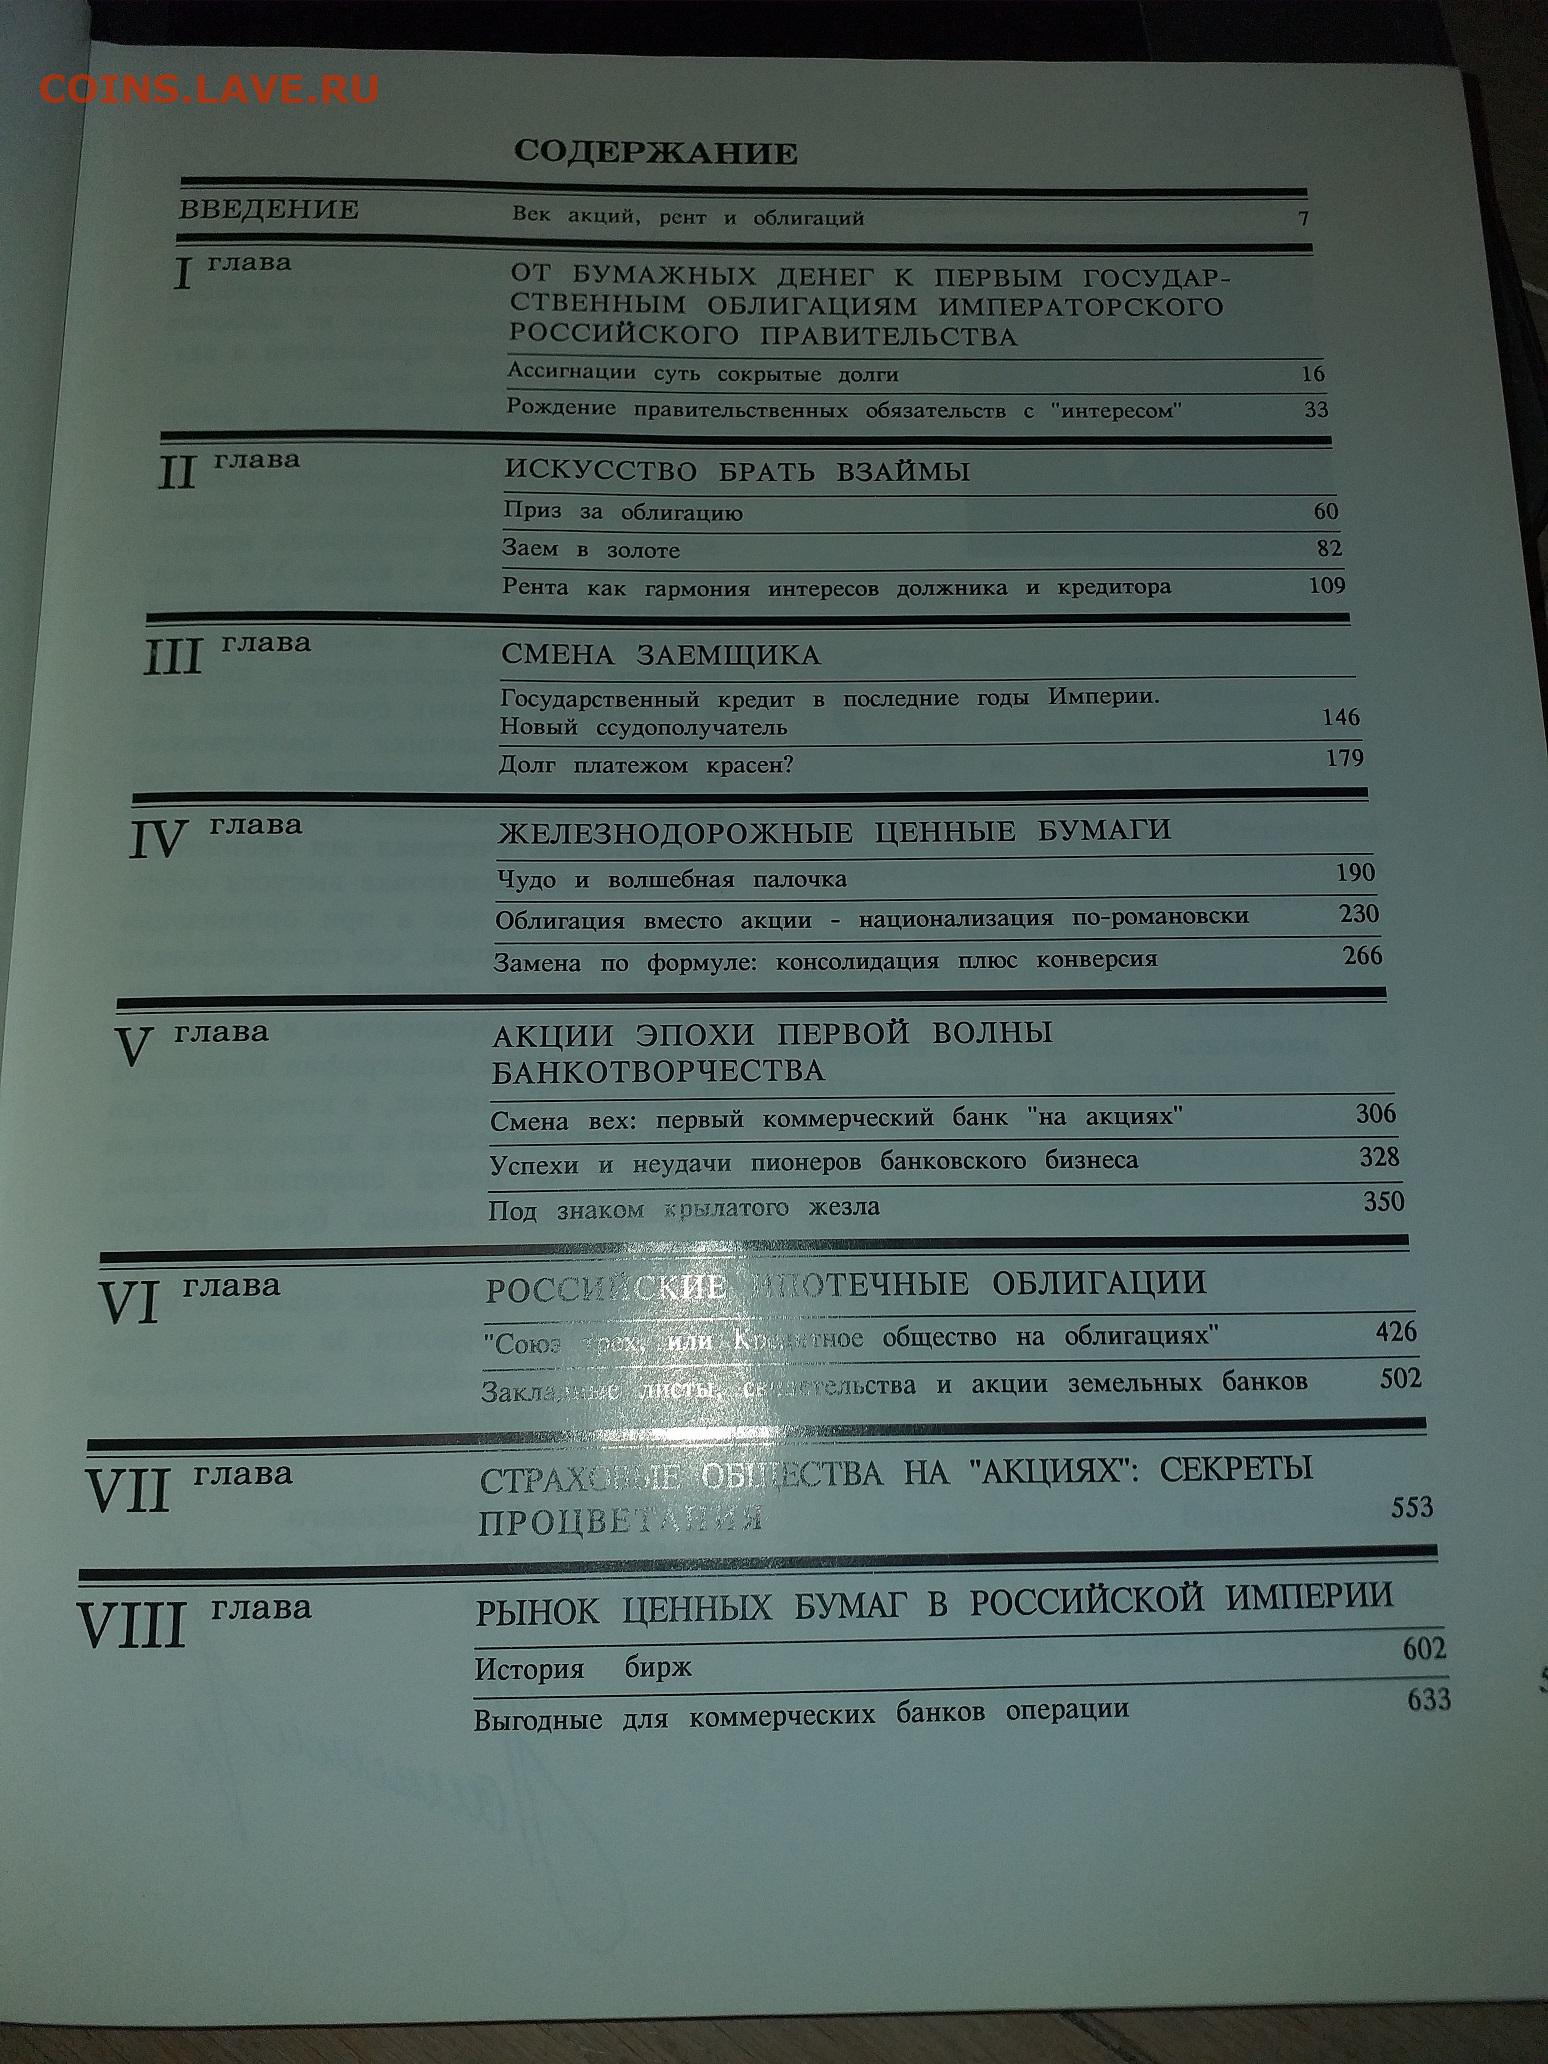 COINS.LAVE.RU
СОДЕРЖАНИЕ
ВВЕДЕНИЕ Век акций, рент и облигаций 7
I глава
ОТ БУМАЖНЫХ ДЕНЕГ К ПЕРВЫМ ГОСУДАР-
СТВЕННЫМ ОБЛИГАЦИЯМ ИМПЕРАТОРСКОГО
РОССИЙСКОГО ПРАВИТЕЛЬСТВА
Ассигнации суть сокрытые долги 16
Рождение правительственных обязательств с "интересом" 33
II глава ИСКУССТВО БРАТЬ ВЗАЙМЫ
Приз за облигацию 60
Заем в золоте 82
Рента как гармония интересов должника и кредитора 109
III глава СМЕНА ЗАЕМЩИКА
Государственный кредит в последние годы Империи.
Новый ссудополучатель 146
Долг платежом красен? 179
IV глава ЖЕЛЕЗНОДОРОЖНЫЕ ЦЕННЫЕ БУМАГИ
Чудо и волшебная палочка 190
Облигация вместо акции - национализация по-романовски 230
Замена по формуле: консолидация плюс конверсия 266
V глава АКЦИИ ЭПОХИ ПЕРВОЙ ВОЛНЫ
БАНКОТВОРЧЕСТВА
Смена вех: первый коммерческий банк "на акциях" 306
Успехи и неудачи пионеров банковского бизнеса 328
Под знаком крылатого жезла 350
VI глава РОССИЙСКИЕ ИПОТЕЧНЫЕ ОБЛИГАЦИИ
"Союз трех, или Кредитное общество на облигациях" 426
Закладные листы, свидетельства и акции земельных банков 502
VII глава СТРАХОВЫЕ ОБЩЕСТВА НА "АКЦИЯХ": СЕКРЕТЫ
ПРОЦВЕТАНИЯ 553
VIII глава РЫНОК ЦЕННЫХ БУМАГ В РОССИЙСКОЙ ИМПЕРИИ
История бирж 602
Выгодные для коммерческих банков операции 633